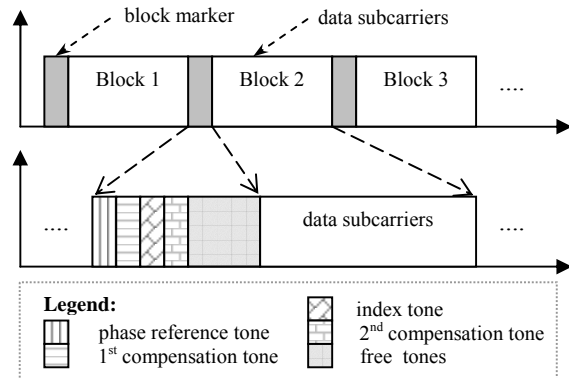 block marker
data subcarriers
Block 1
Block 2
Block 3
....
....
data subcarriers
....
Legend:
phase reference tone
1st compensation tone
index tone
2nd compensation tone
free tones